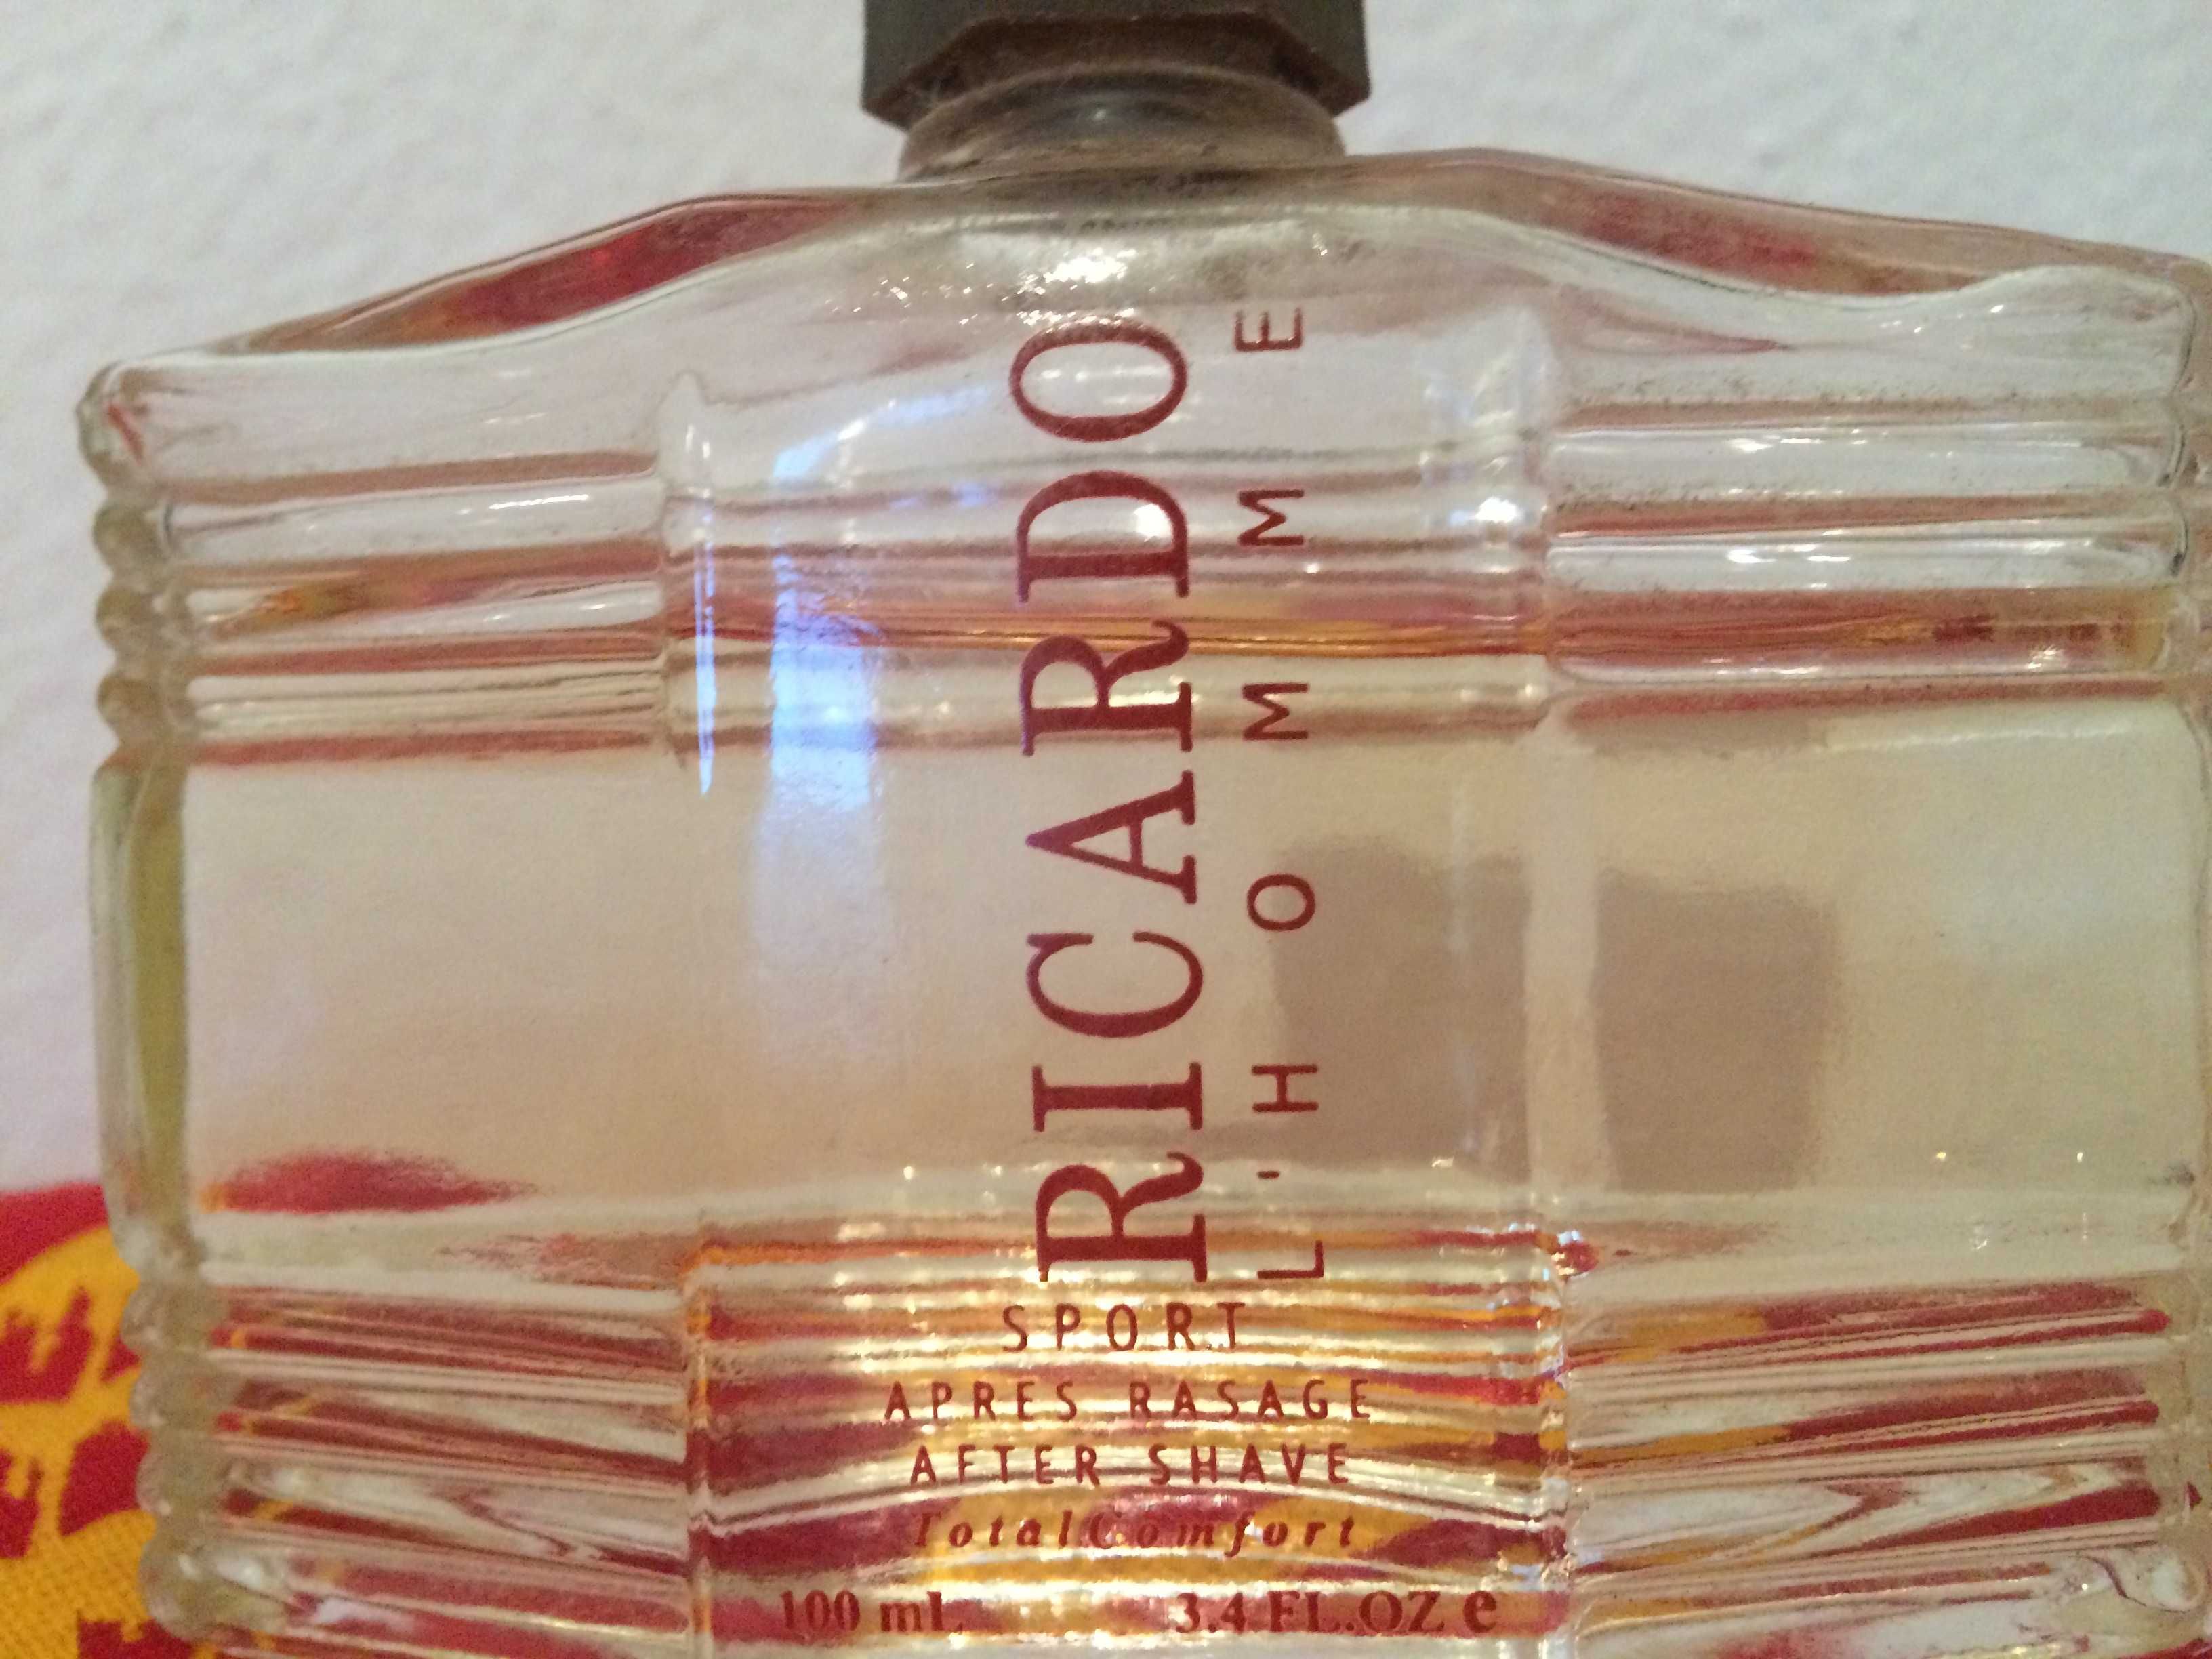 RICARDO
L'HOMME
SPORT
APRES RASAGE
AFTER SHAVE
TotalComfort
100 mL 3.4 FL.OZ e